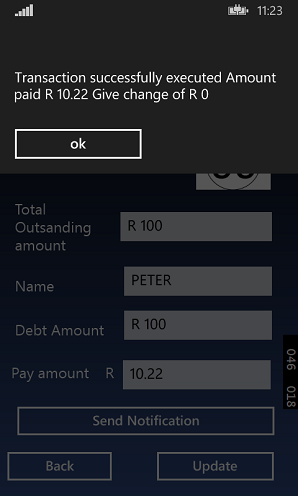 11:23
Transaction successfully executed Amount
paid R 10.22 Give change of R 0
ok
Total
Outsanding
amount
R 100
Name
PETER
Debt Amount
R 100
Pay amount R
10.22
046 018
Send Notification
Back
Update